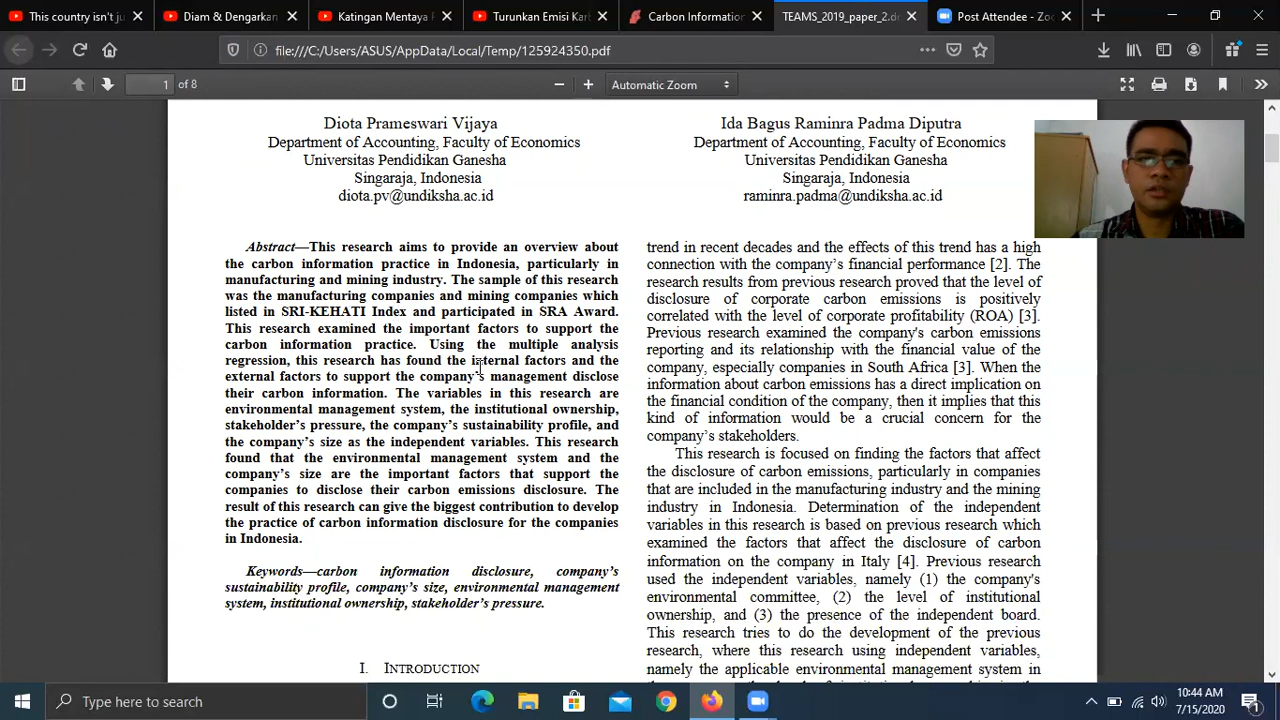 This country isn't ju
Diam & Dengarkan
Katingan Mentaya
Turunkan Emisi Kar
Carbon Information
TEAMS_2019_paper_2.d
Post Attendee - Zo
file:///C:/Users/ASUS/AppData/Local/Temp/125924350.pdf
1 of 8
Automatic Zoom
Diota Prameswari Vijaya
Department of Accounting, Faculty of Economics
Universitas Pendidikan Ganesha
Singaraja, Indonesia
diota.pv@undiksha.ac.id
Ida Bagus Raminra Padma Diputra
Department of Accounting, Faculty of Economics
Universitas Pendidikan Ganesha
Singaraja, Indonesia
raminra.padma@undiksha.ac.id
Abstract—This research aims to provide an overview about
the carbon information practice in Indonesia, particularly in
manufacturing and mining industry. The sample of this research
was the manufacturing companies and mining companies which
listed in SRI-KEHATI Index and participated in SRA Award.
This research examined the important factors to support the
carbon information practice. Using the multiple analysis
regression, this research has found the internal factors and the
external factors to support the company's management disclose
their carbon information. The variables in this research are
environmental management system, the institutional ownership,
stakeholder's pressure, the company's sustainability profile, and
the company's size as the independent variables. This research
found that the environmental management system and the
company's size are the important factors that support the
companies to disclose their carbon emissions disclosure. The
result of this research can give the biggest contribution to develop
the practice of carbon information disclosure for the companies
in Indonesia.
Keywords—carbon information disclosure, company's
sustainability profile, company's size, environmental management
system, institutional ownership, stakeholder's pressure.
I. INTRODUCTION
trend in recent decades and the effects of this trend has a high
connection with the company's financial performance [2]. The
research results from previous research proved that the level of
disclosure of corporate carbon emissions is positively
correlated with the level of corporate profitability (ROA) [3].
Previous research examined the company's carbon emissions
reporting and its relationship with the financial value of the
company, especially companies in South Africa [3]. When the
information about carbon emissions has a direct implication on
the financial condition of the company, then it implies that this
kind of information would be a crucial concern for the
company's stakeholders.
This research is focused on finding the factors that affect
the disclosure of carbon emissions, particularly in companies
that are included in the manufacturing industry and the mining
industry in Indonesia. Determination of the independent
variables in this research is based on previous research which
examined the factors that affect the disclosure of carbon
information on the company in Italy [4]. Previous research
used the independent variables, namely (1) the company's
environmental committee, (2) the level of institutional
ownership, and (3) the presence of the independent board.
This research tries to do the development of the previous
research, where this research using independent variables,
namely the applicable environmental management system in
Type here to search
10:44 AM
7/15/2020
1